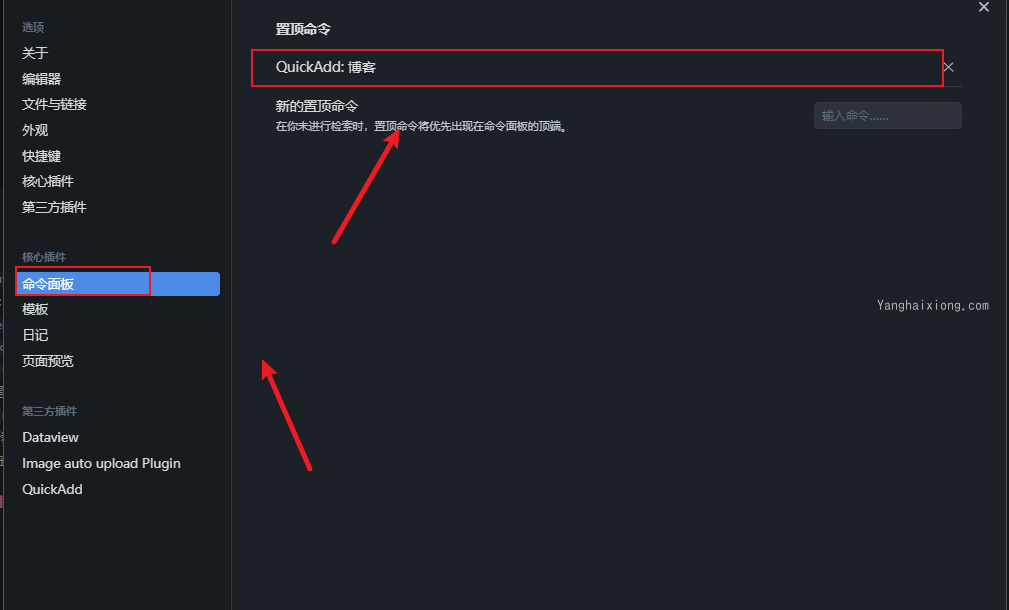 选项
关于
编辑器
文件与链接
外观
快捷键
核心插件
第三方插件
核心插件
命令面板
模板
日记
页面预览
第三方插件
Dataview
Image auto upload Plugin
QuickAdd
置顶命令
QuickAdd: 博客
新的置顶命令
在你未进行检索时，置顶命令将优先出现在命令面板的顶端。
输入命令......
Yanghaixiong.com